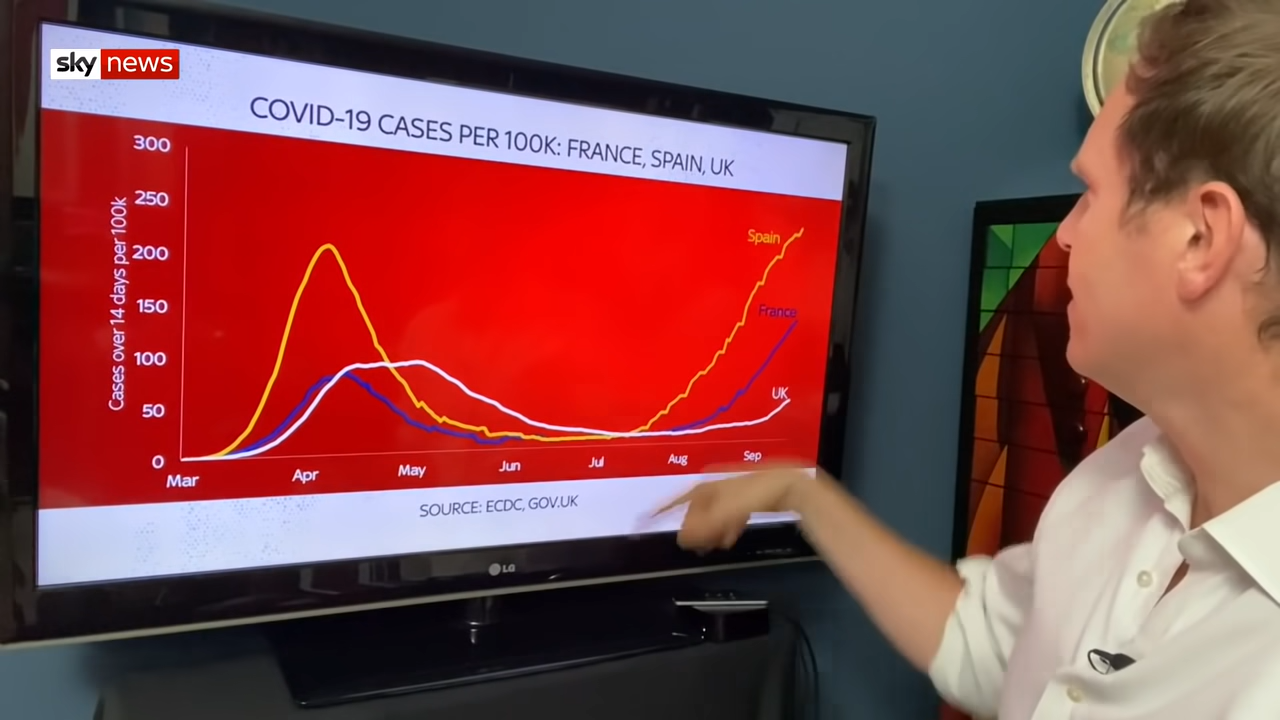 sky news
COVID-19 CASES PER 100K: FRANCE, SPAIN, UK
Cases over 14 days per 100k
300
250
200
150
100
50
0
Spain
France
UK
Mar Apr May Jun Jul Aug Sep
SOURCE: ECDC, GOV.UK
LG